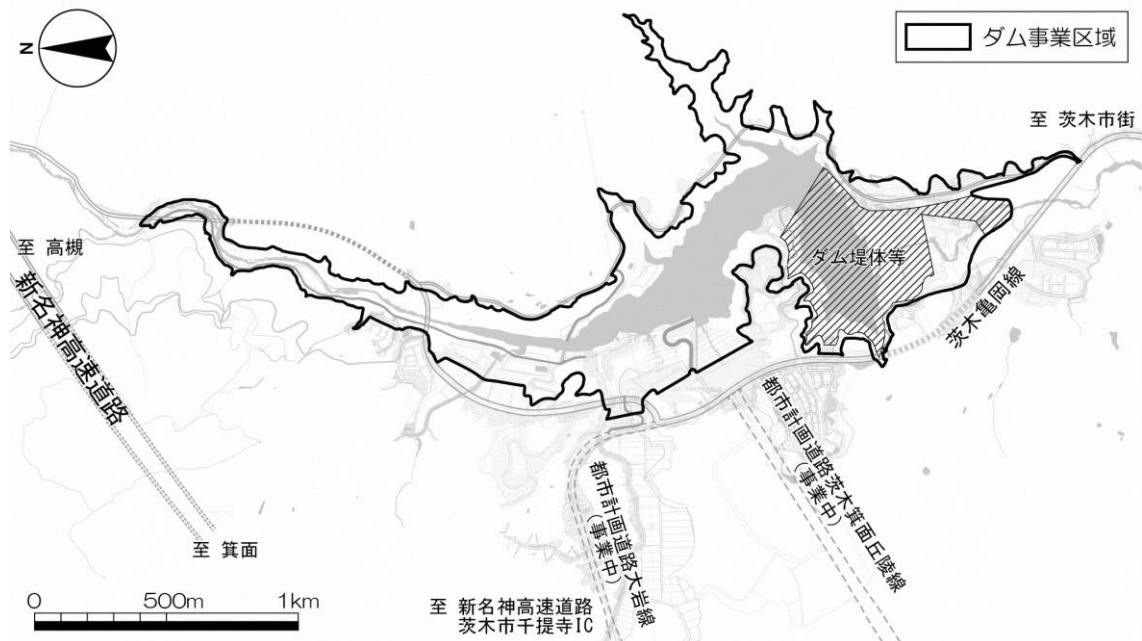 N
ダム事業区域
至 茨木市街
至 高槻
新名神高速道路
ダム堤体等
茨木亀岡線
都市計画道路茨木箕面丘陵線
(事業中)
都市計画道路大岩線
(事業中)
至 箕面
0 500m 1km
至 新名神高速道路
茨木市千提寺IC